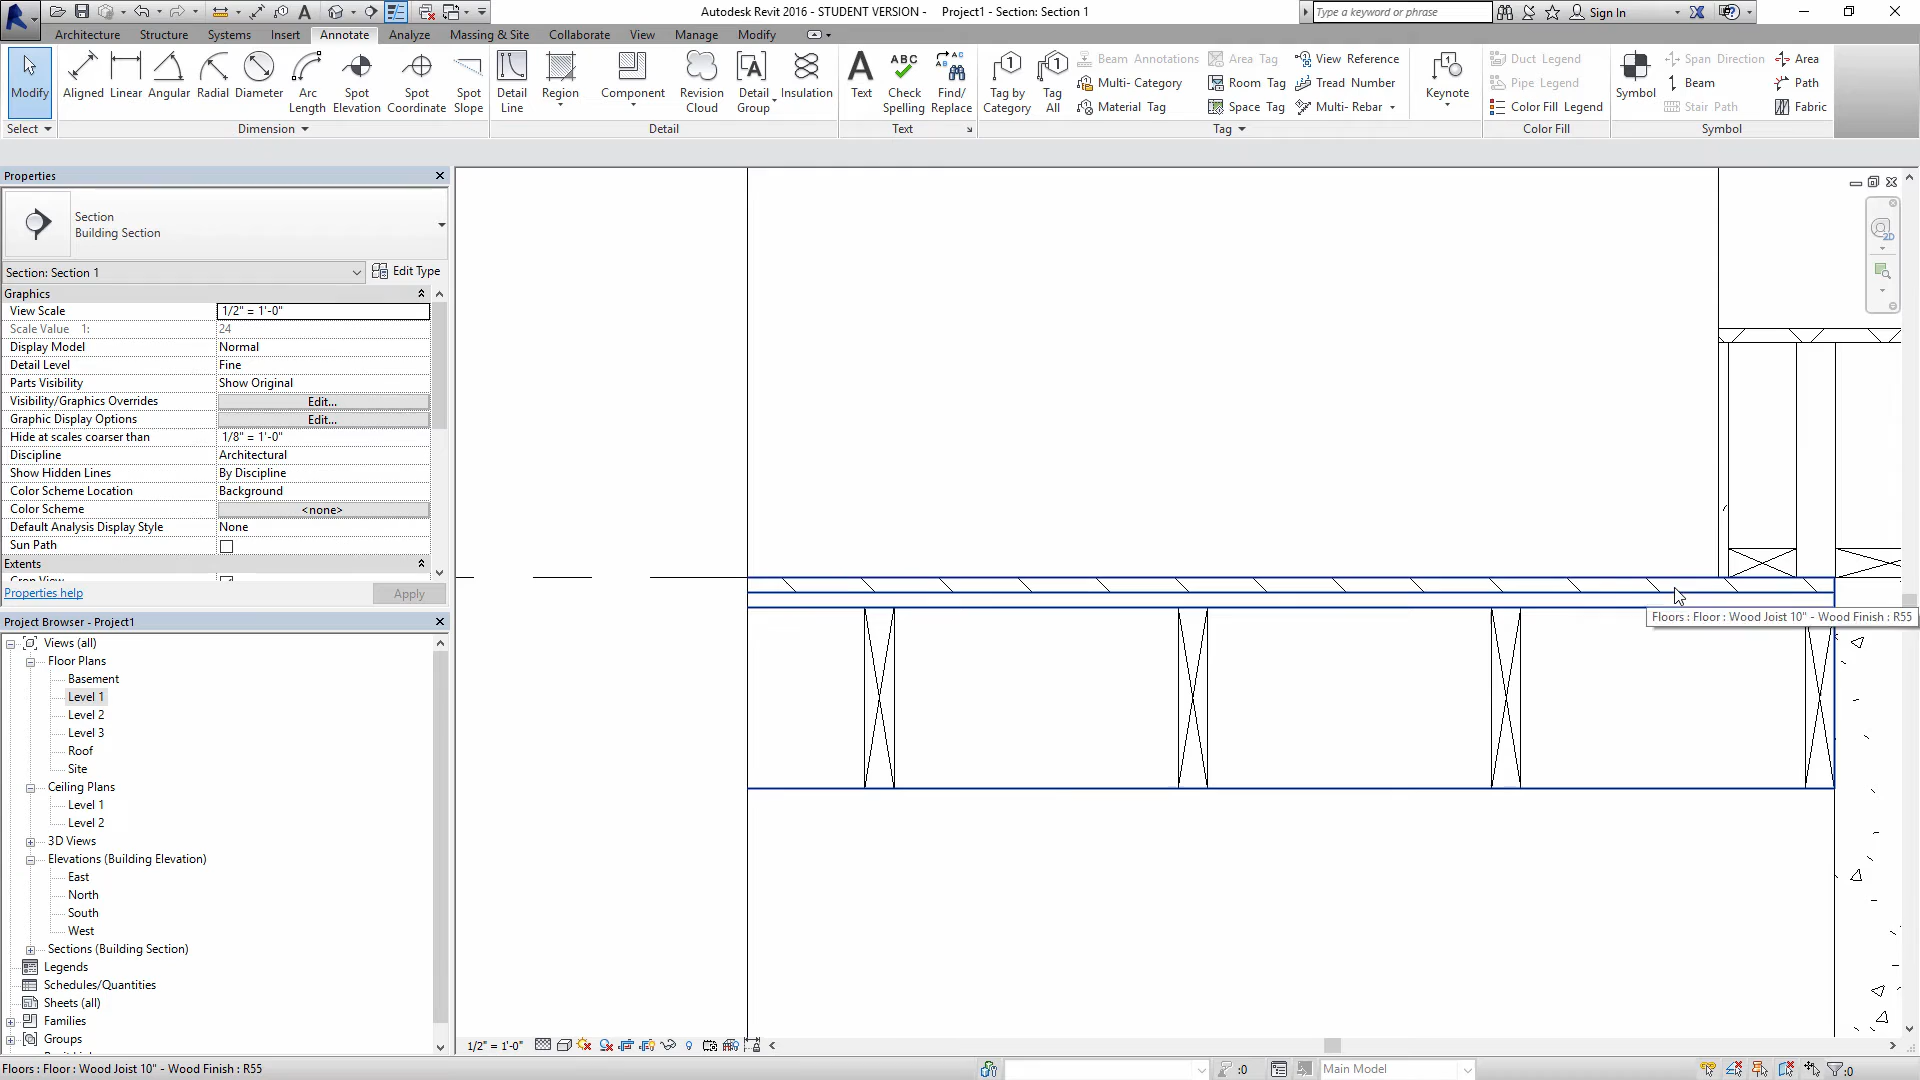 Autodesk Revit 2016 - STUDENT VERSION - Project1 - Section: Section 1
Type a keyword or phrase
Sign In
Architecture Structure Systems Insert Annotate Analyze Massing & Site Collaborate View Manage Modify
Modify
Aligned Linear Angular Radial Diameter Arc Length Spot Elevation Spot Coordinate Spot Slope
Detail Line Region Component Revision Cloud Detail Group Insulation
Text Check Spelling Find/ Replace
Tag by Category Tag All
Beam Annotations Area Tag View Reference
Multi- Category Room Tag Tread Number
Material Tag Space Tag Multi- Rebar
Keynote
Duct Legend
Pipe Legend
Color Fill Legend
Symbol
Span Direction Area
Beam Path
Stair Path Fabric
Select Dimension Detail Text Tag Color Fill Symbol
Properties
Section
Building Section
Section: Section 1 Edit Type
Graphics
View Scale 1/2" = 1'-0"
Scale Value 1: 24
Display Model Normal
Detail Level Fine
Parts Visibility Show Original
Visibility/Graphics Overrides Edit...
Graphic Display Options Edit...
Hide at scales coarser than 1/8" = 1'-0"
Discipline Architectural
Show Hidden Lines By Discipline
Color Scheme Location Background
Color Scheme <none>
Default Analysis Display Style None
Sun Path
Extents
Crop View
Properties help Apply
Project Browser - Project1
Views (all)
Floor Plans
Basement
Level 1
Level 2
Level 3
Roof
Site
Ceiling Plans
Level 1
Level 2
3D Views
Elevations (Building Elevation)
East
North
South
West
Sections (Building Section)
Legends
Schedules/Quantities
Sheets (all)
Families
Groups
2D
Floors : Floor : Wood Joist 10" - Wood Finish : R55
1/2" = 1'-0"
Floors : Floor : Wood Joist 10" - Wood Finish : R55
:0
Main Model
:0